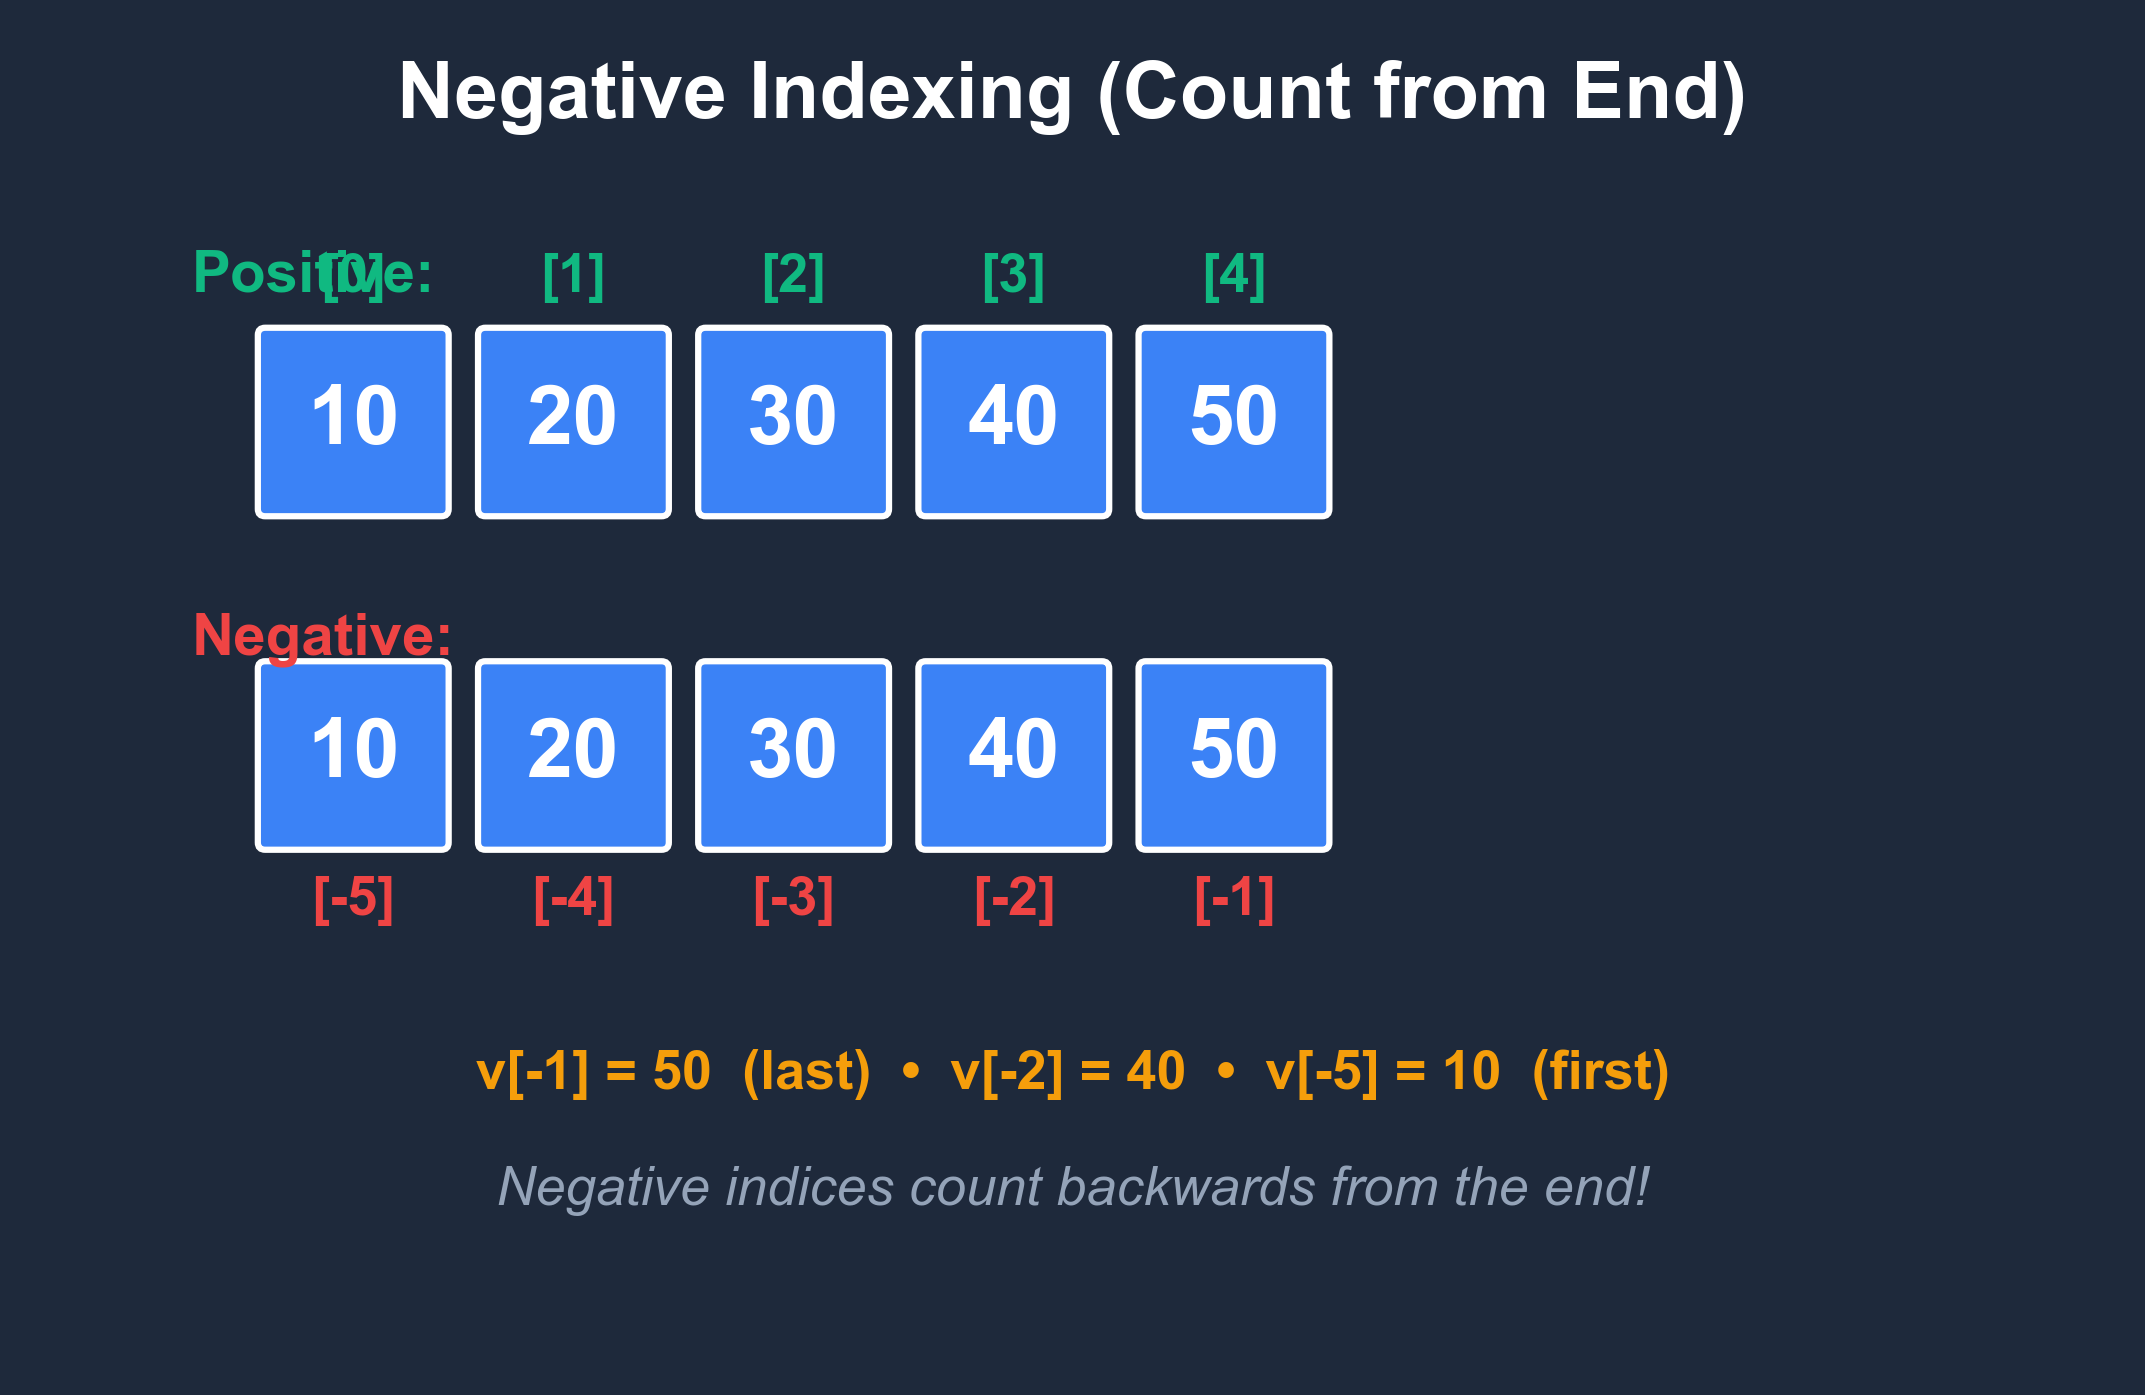 Negative Indexing (Count from End)
Positive: [0] [1] [2] [3] [4]
10 20 30 40 50
Negative:
10 20 30 40 50
[-5] [-4] [-3] [-2] [-1]
v[-1] = 50 (last) • v[-2] = 40 • v[-5] = 10 (first)
Negative indices count backwards from the end!